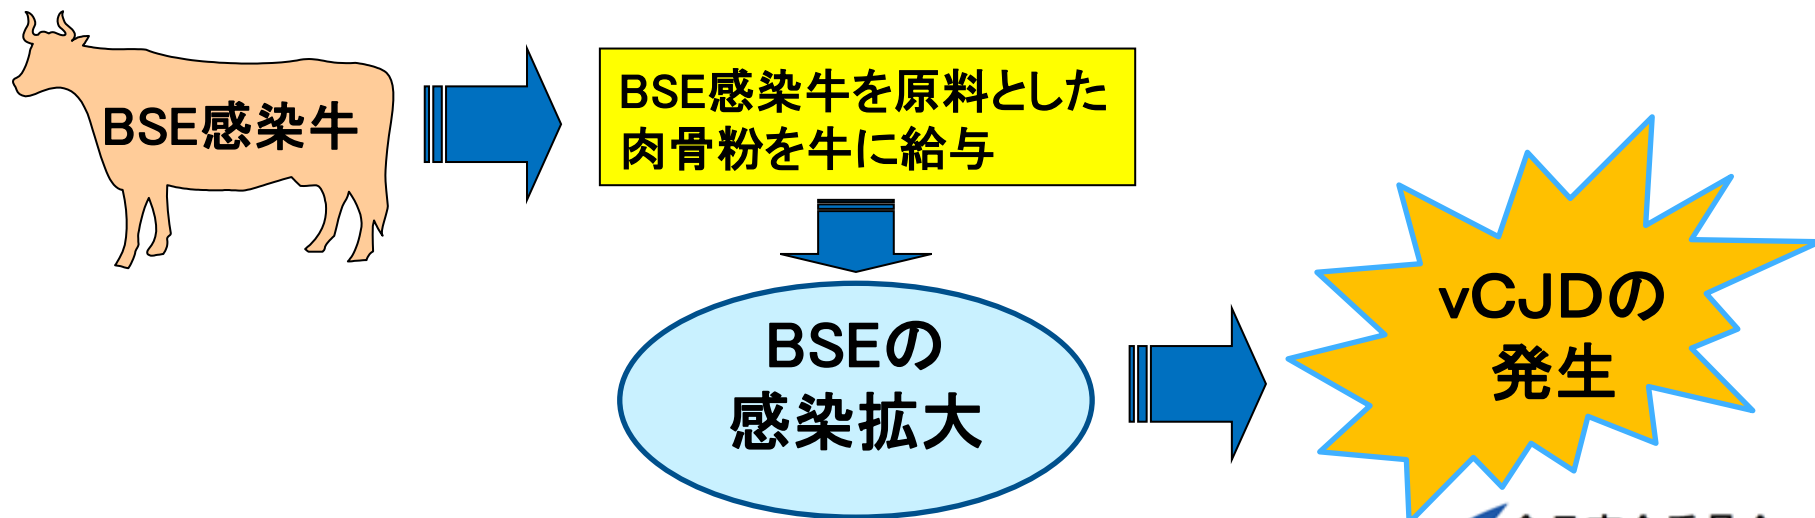 BSE感染牛
BSE感染牛を原料とした
肉骨粉を牛に給与
BSEの
感染拡大
vCJDの
発生